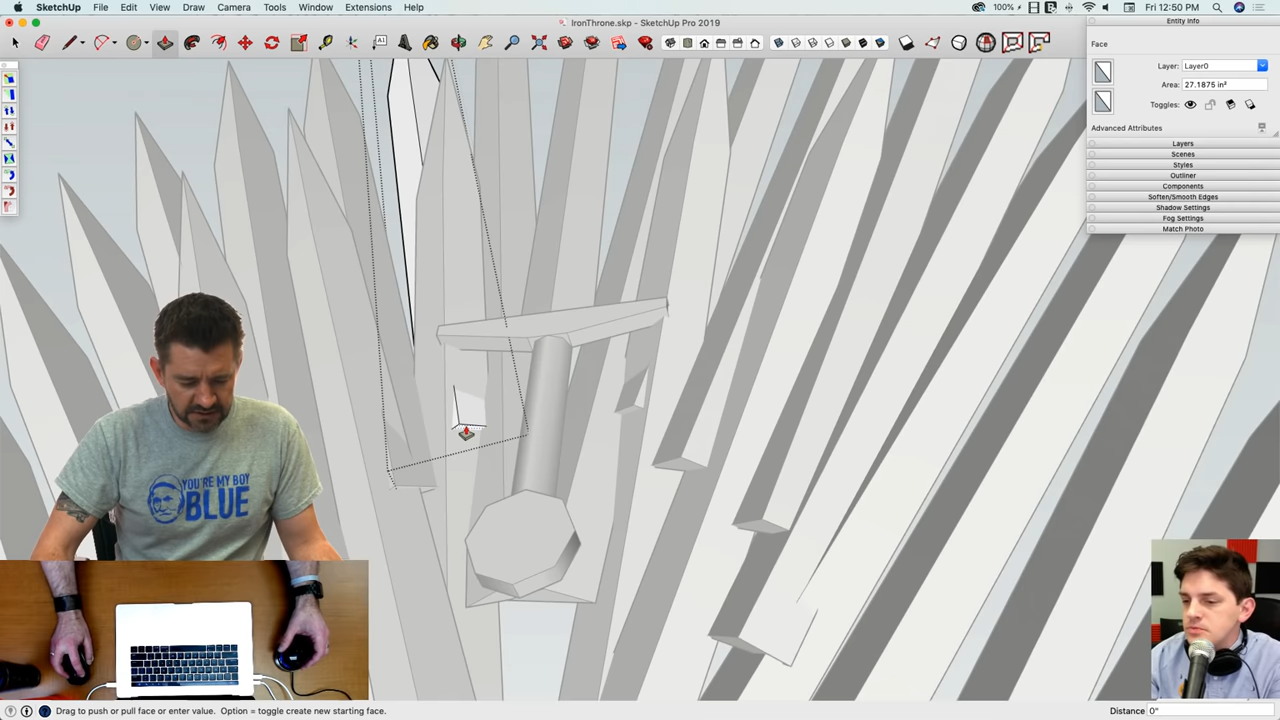 SketchUp File Edit View Draw Camera Tools Window Extensions Help
100% Fri 12:50 PM
IronThrone.skp - SketchUp Pro 2019
Entity Info
Face
Layer: Layer0
Area: 27.1875 in²
Toggles:
Advanced Attributes
Layers
Scenes
Styles
Outliner
Components
Soften/Smooth Edges
Shadow Settings
Fog Settings
Match Photo
YOU'RE MY BOY
BLUE
Drag to push or pull face or enter value. Option = toggle create new starting face.
Distance 0"